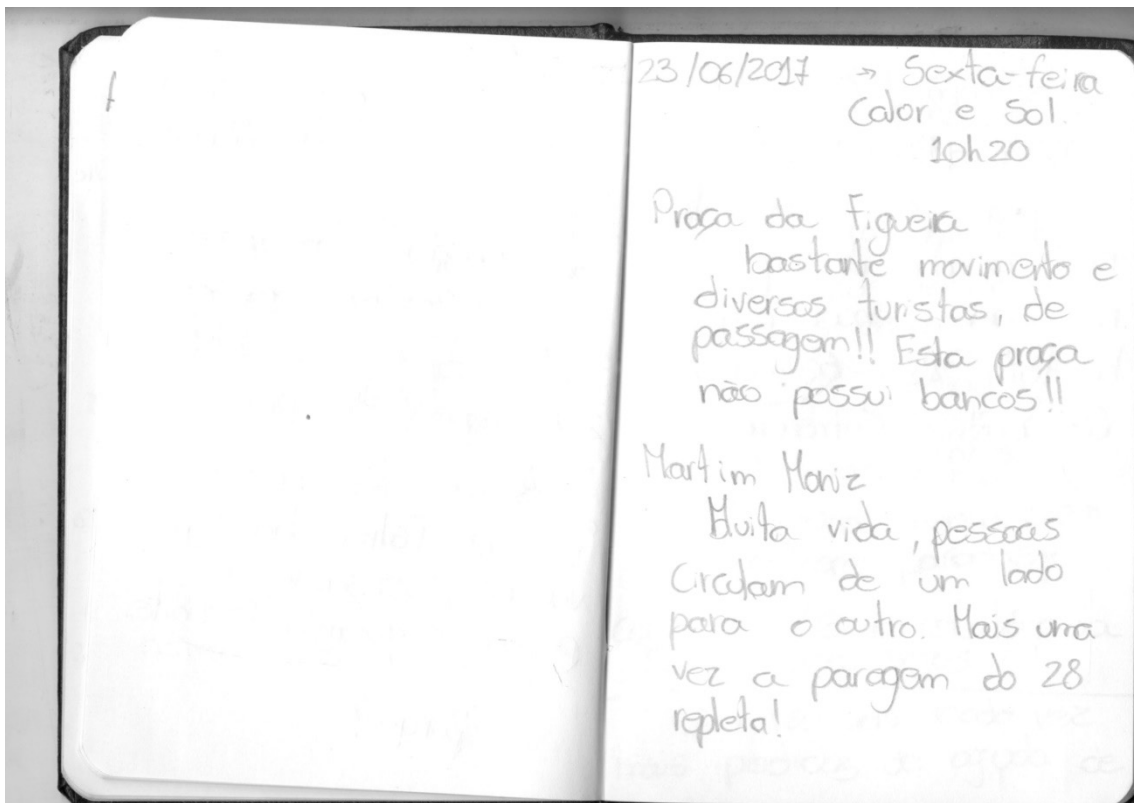 23/06/2017 → Sexta-feira
Calor e Sol.
10h20
Praça da Figueira
bastante movimento e
diversos turistas, de
passagem!! Esta praça
não possui bancos!!
Martim Moniz
Muita vida, pessoas
circulam de um lado
para o outro. Mais uma
vez a paragem do 28
repleta!